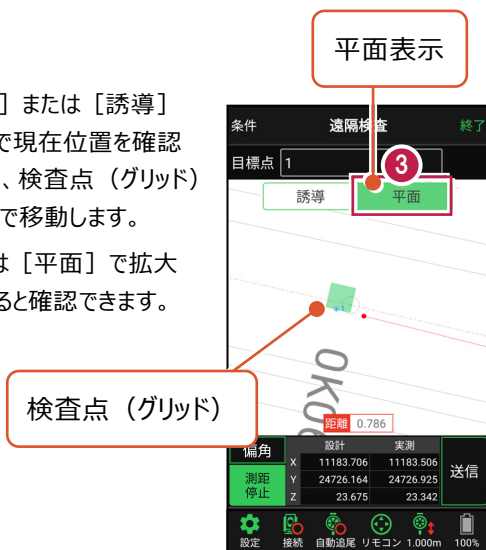 平面表示
］または［誘導］
で現在位置を確認
、検査点（グリッド）
で移動します。
は［平面］で拡大
ると確認できます。
検査点（グリッド）
条件 遠隔検査 終了
目標点 1
3
誘導 平面
1
距離 0.786
偏角
設計 実測
X 11183.706 11183.506
Y 24726.164 24726.925
Z 23.675 23.342
測距
停止
送信
設定 接続 自動追尾 リモコン 1.000m 100%